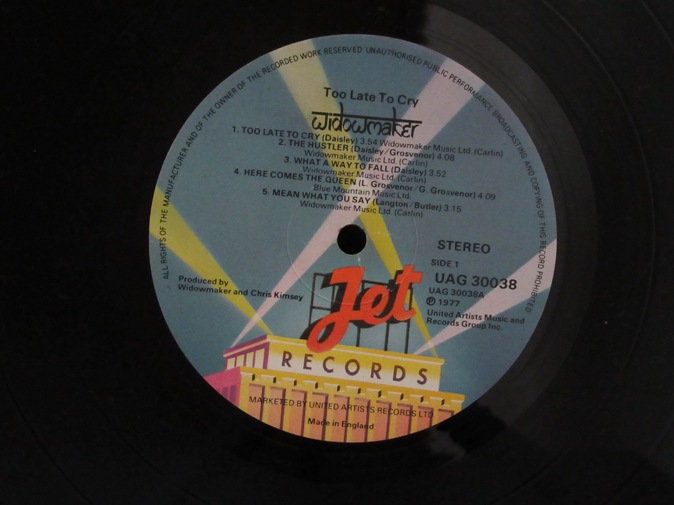 ALL RIGHTS OF THE MANUFACTURER AND OF THE OWNER OF THE RECORDED WORK RESERVED UNAUTHORISED PUBLIC PERFORMANCE BROADCASTING AND COPYING OF THIS RECORD PROHIBITED
Too Late To Cry
widowmaker
1. TOO LATE TO CRY (Daisley) 3.54 Widowmaker Music Ltd. (Carlin)
2. THE HUSTLER (Daisley/Grosvenor) 4.08
Widowmaker Music Ltd. (Carlin)
3. WHAT A WAY TO FALL (Daisley) 3.52
Widowmaker Music Ltd. (Carlin)
4. HERE COMES THE QUEEN (L. Grosvenor/G. Grosvenor) 4.09
Blue Mountain Music Ltd.
5. MEAN WHAT YOU SAY (Langton/Butler) 3.15
Widowmaker Music Ltd. (Carlin)
STEREO
SIDE 1
UAG 30038
UAG 30038A
℗ 1977
United Artists Music and
Records Group Inc.
Produced by
Widowmaker and Chris Kimsey
Jet
RECORDS
MARKETED BY UNITED ARTISTS RECORDS LTD
Made in England